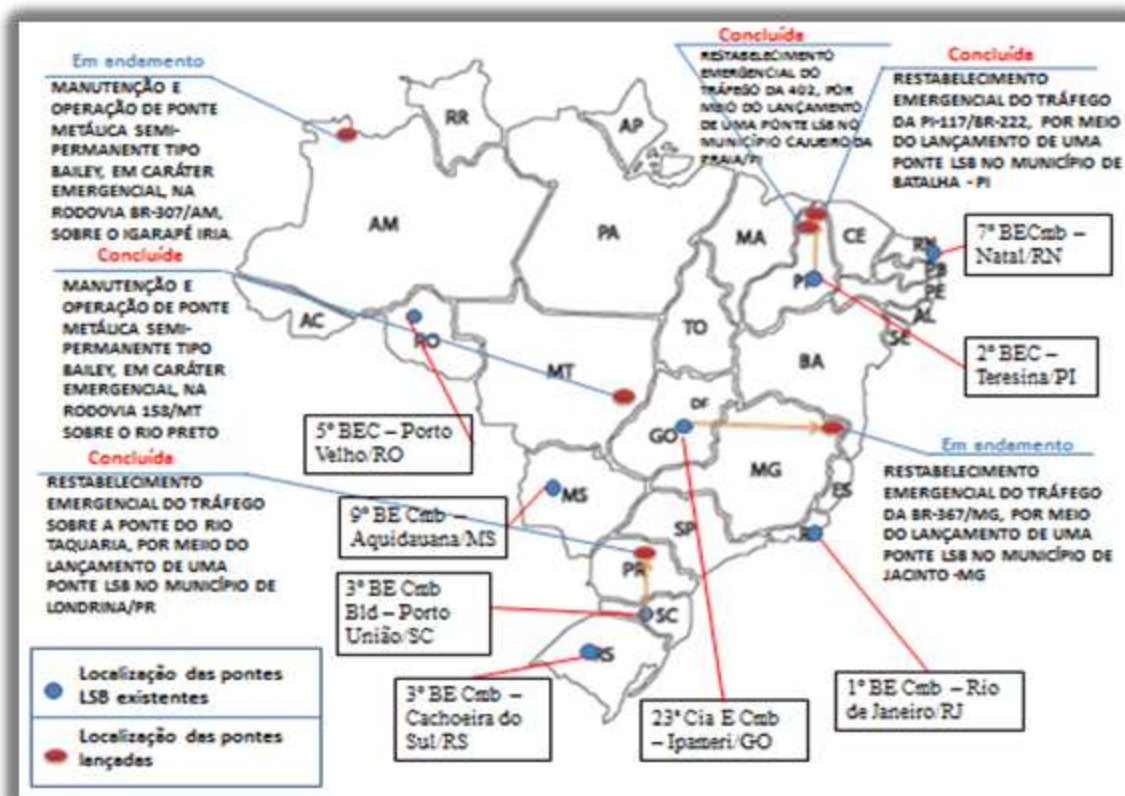 Em andamento
MANUTENÇÃO E
OPERAÇÃO DE PONTE
METÁLICA SEMI-
PERMANENTE TIPO
BAILEY, EM CARÁTER
EMERGENCIAL, NA
RODOVIA BR-307/AM,
SOBRE O IGARAPÉ IRIA.
Concluída
MANUTENÇÃO E
OPERAÇÃO DE PONTE
METÁLICA SEMI-
PERMANENTE TIPO
BAILEY, EM CARÁTER
EMERGENCIAL, NA
RODOVIA 158/MT
SOBRE O RIO PRETO
Concluída
RESTABELECIMENTO
EMERGENCIAL DO TRÁFEGO
SOBRE A PONTE DO RIO
TAQUARIA, POR MEIIO DO
LANÇAMENTO DE UMA
PONTE LSB NO MUNICÍPIO DE
LONDRINA/PR
Concluída
RESTABELECIMENTO
EMERGENCIAL DO
TRÁFEGO DA 402, POR
MEIO DO LANÇAMENTO
DE UMA PONTE LSB NO
MUNICÍPIO CAJUEIRO DA
PRAIA/PI
Concluída
RESTABELECIMENTO
EMERGENCIAL DO TRÁFEGO
DA PI-117/BR-222, POR MEIO
DO LANÇAMENTO DE UMA
PONTE LSB NO MUNICÍPIO DE
BATALHA - PI
7º BECmb –
Natal/RN
2º BEC –
Teresina/PI
Em andamento
RESTABELECIMENTO
EMERGENCIAL DO TRÁFEGO
DA BR-367/MG, POR MEIO
DO LANÇAMENTO DE UMA
PONTE LSB NO MUNICÍPIO DE
JACINTO -MG
5º BEC – Porto
Velho/RO
9º BE Cmb –
Aquidauana/MS
3º BE Cmb
Bld – Porto
União/SC
3º BE Cmb –
Cachoeira do
Sul/RS
23ª Cia E Cmb
– Ipameri/GO
1º BE Cmb – Rio
de Janeiro/RJ
RR
AP
AM
PA
MA
CE
RN
PB
PE
AL
SE
PI
AC
RO
TO
BA
MT
DF
GO
MG
ES
MS
SP
RJ
PR
SC
RS
Localização das pontes
LSB existentes
Localização das pontes
lançadas